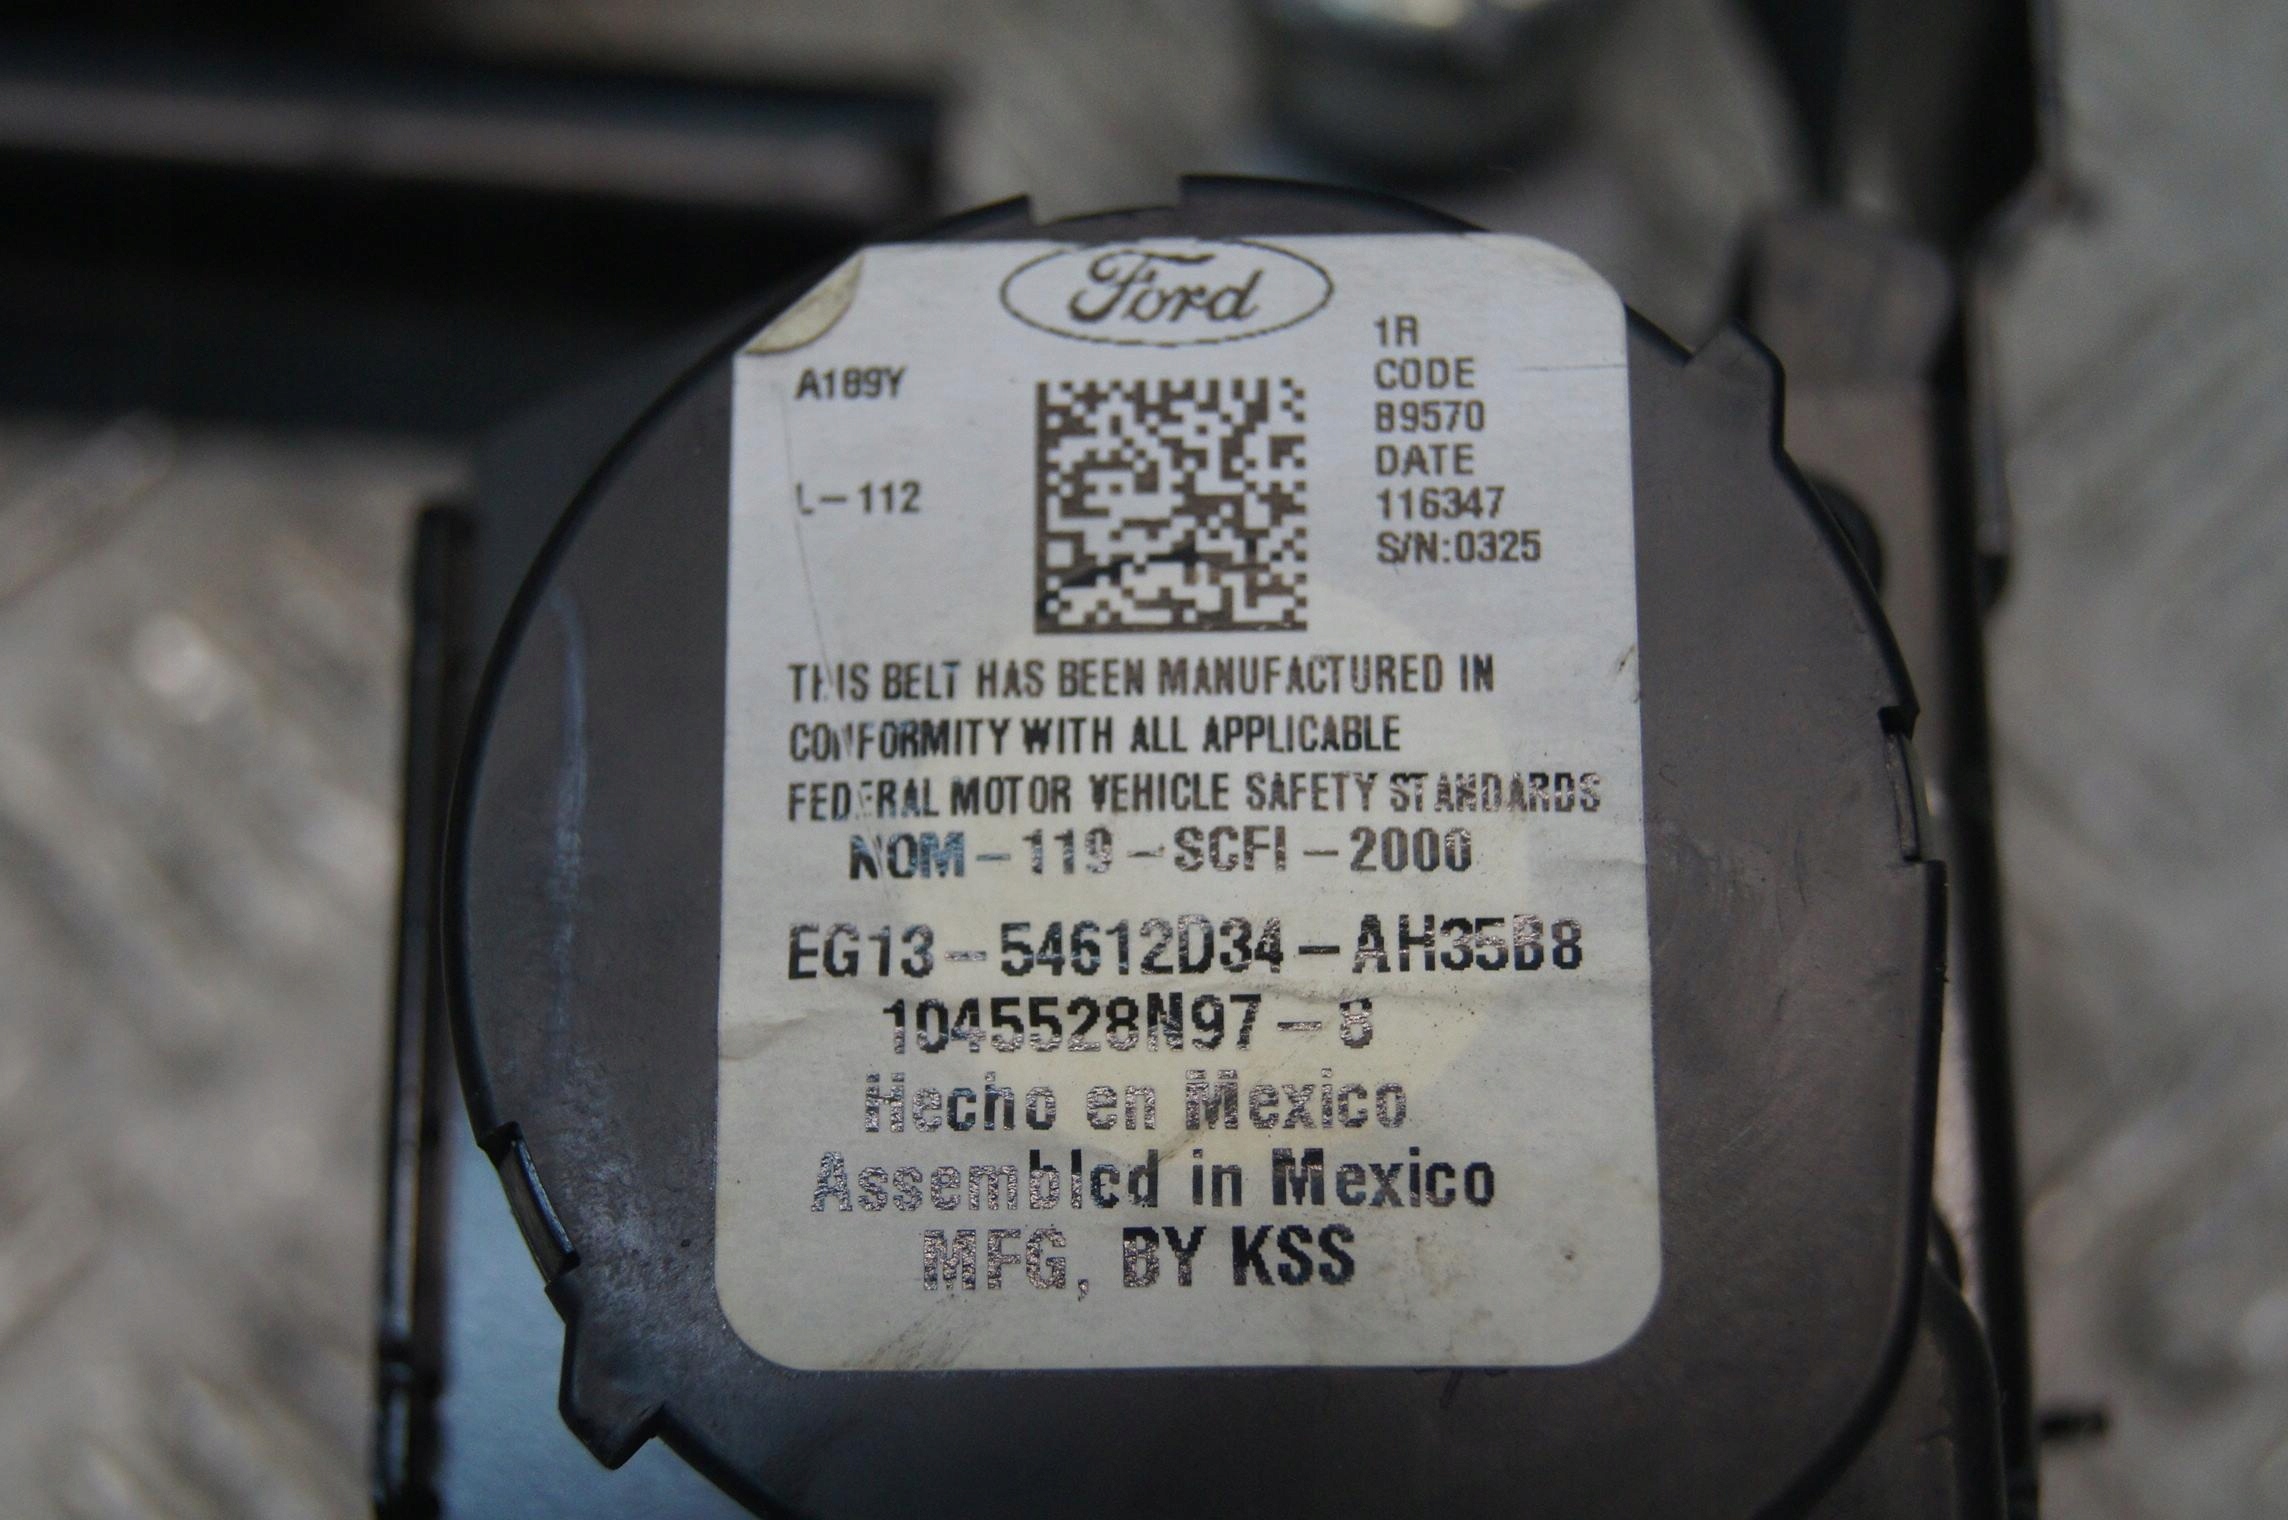 Ford
A189Y
L-112
1R
CODE
B9570
DATE
116347
S/N:0325
THIS BELT HAS BEEN MANUFACTURED IN
CONFORMITY WITH ALL APPLICABLE
FEDERAL MOTOR VEHICLE SAFETY STANDARDS
NOM-119-SCFI-2000
EG13-54612D34-AH35B8
1045528N97-8
Hecho en Mexico
Assembled in Mexico
MFG, BY KSS